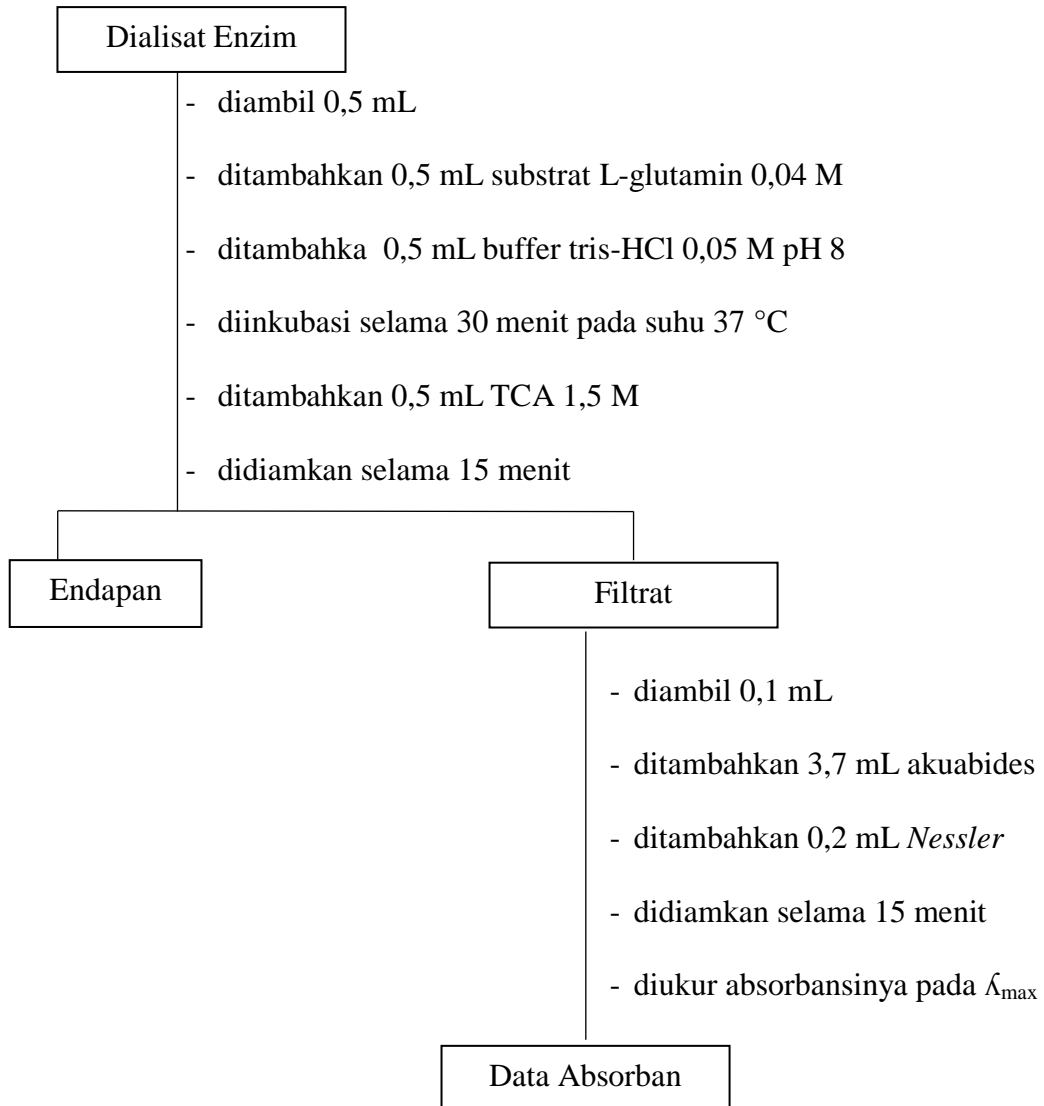 Dialisat Enzim
- diambil 0,5 mL
- ditambahkan 0,5 mL substrat L-glutamin 0,04 M
- ditambahka  0,5 mL buffer tris-HCl 0,05 M pH 8
- diinkubasi selama 30 menit pada suhu 37 °C
- ditambahkan 0,5 mL TCA 1,5 M
- didiamkan selama 15 menit
Endapan
Filtrat
- diambil 0,1 mL
- ditambahkan 3,7 mL akuabides
- ditambahkan 0,2 mL Nessler
- didiamkan selama 15 menit
- diukur absorbansinya pada ʎmax
Data Absorban